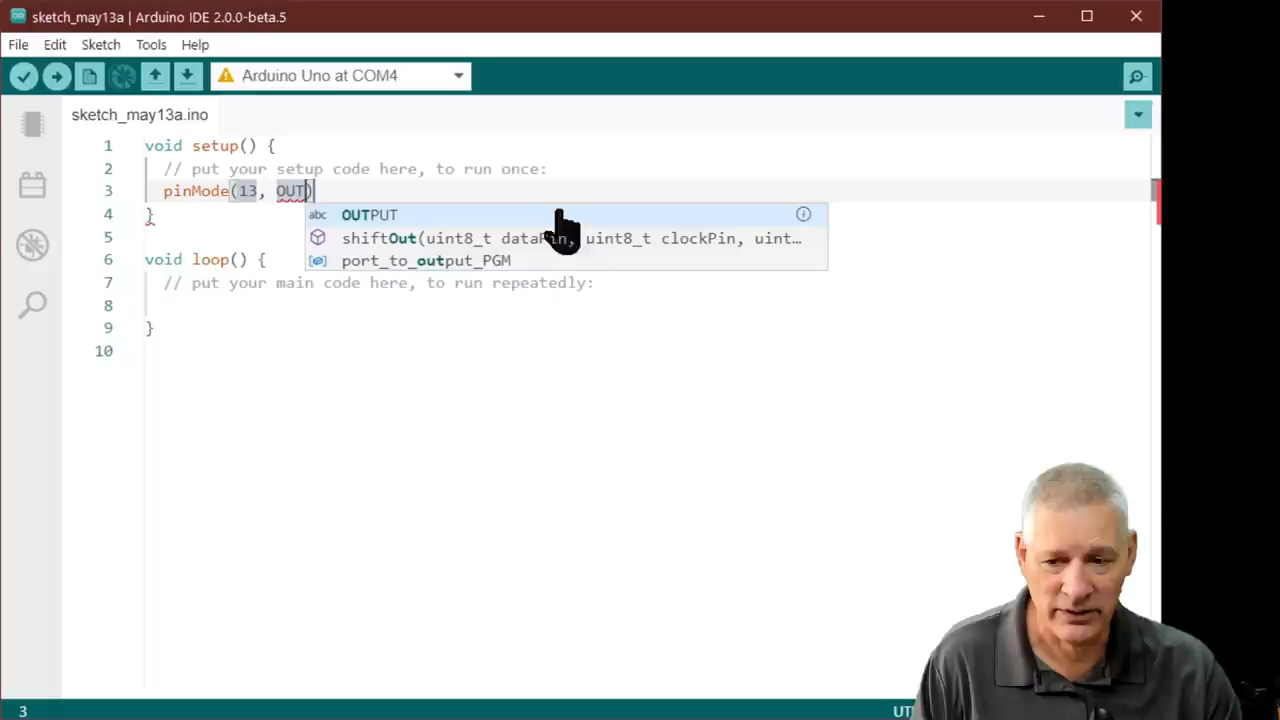 sketch_may13a | Arduino IDE 2.0.0-beta.5
File Edit Sketch Tools Help
Arduino Uno at COM4
sketch_may13a.ino
1 void setup() {
2 // put your setup code here, to run once:
3 pinMode(13, OUT)
4 }
abc OUTPUT
5 shiftOut(uint8_t dataPin, uint8_t clockPin, uint…
6 void loop() {
port_to_output_PGM
7 // put your main code here, to run repeatedly:
8
9 }
10
3 UT